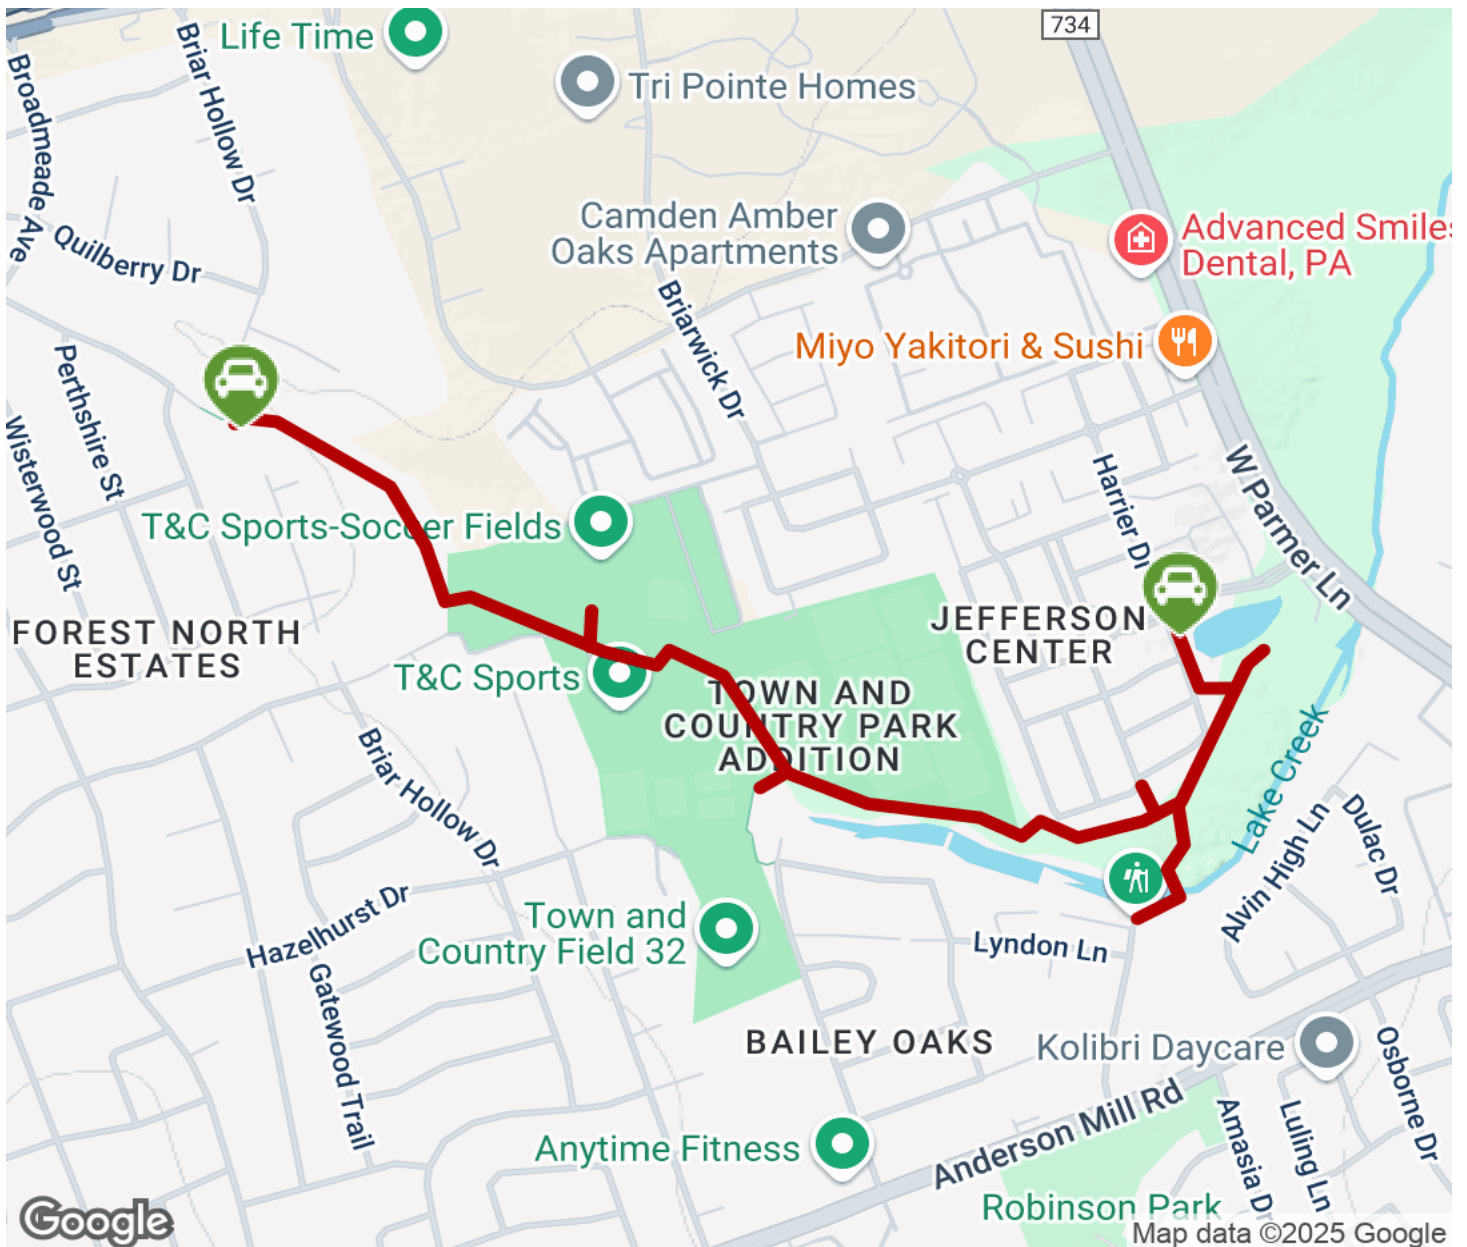 Life Time
734
Tri Pointe Homes
Briar Hollow Dr
Broadmeade Ave
Quilberry Dr
Camden Amber
Oaks Apartments
Advanced Smiles
Dental, PA
Briarwick Dr
Miyo Yakitori & Sushi
Perthshire St
Wisterwood St
W Parmer Ln
Harrier Dr
T&C Sports-Soccer Fields
FOREST NORTH
ESTATES
JEFFERSON
CENTER
T&C Sports
TOWN AND
COUNTRY PARK
ADDITION
Briar Hollow Dr
Lake Creek
Alvin High Ln
Dulac Dr
Hazelhurst Dr
Gatewood Trail
Town and
Country Field 32
Lyndon Ln
BAILEY OAKS
Kolibri Daycare
Osborne Dr
Anytime Fitness
Anderson Mill Rd
Amasia Dr
Luling Ln
Robinson Park
Google
Map data ©2025 Google